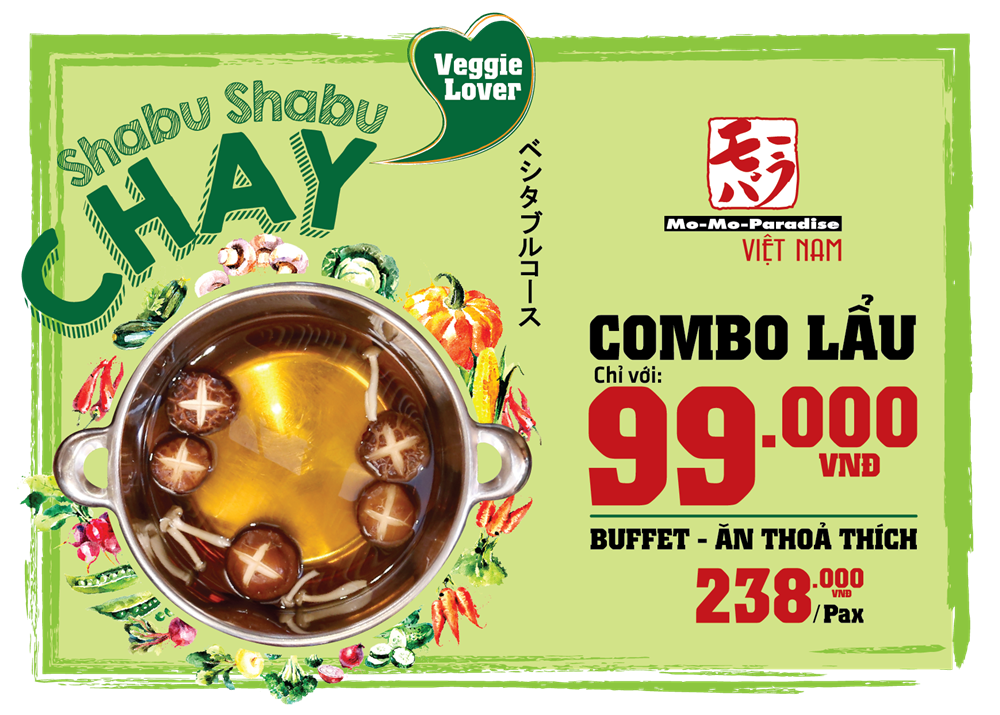 Shabu Shabu
CHAY
Veggie
Lover
ベシタブルコース
モーパラ
Mo-Mo-Paradise
VIỆT NAM
COMBO LẨU
Chỉ với:
99.000
VNĐ
BUFFET - ĂN THOẢ THÍCH
238.000
VNĐ
/Pax